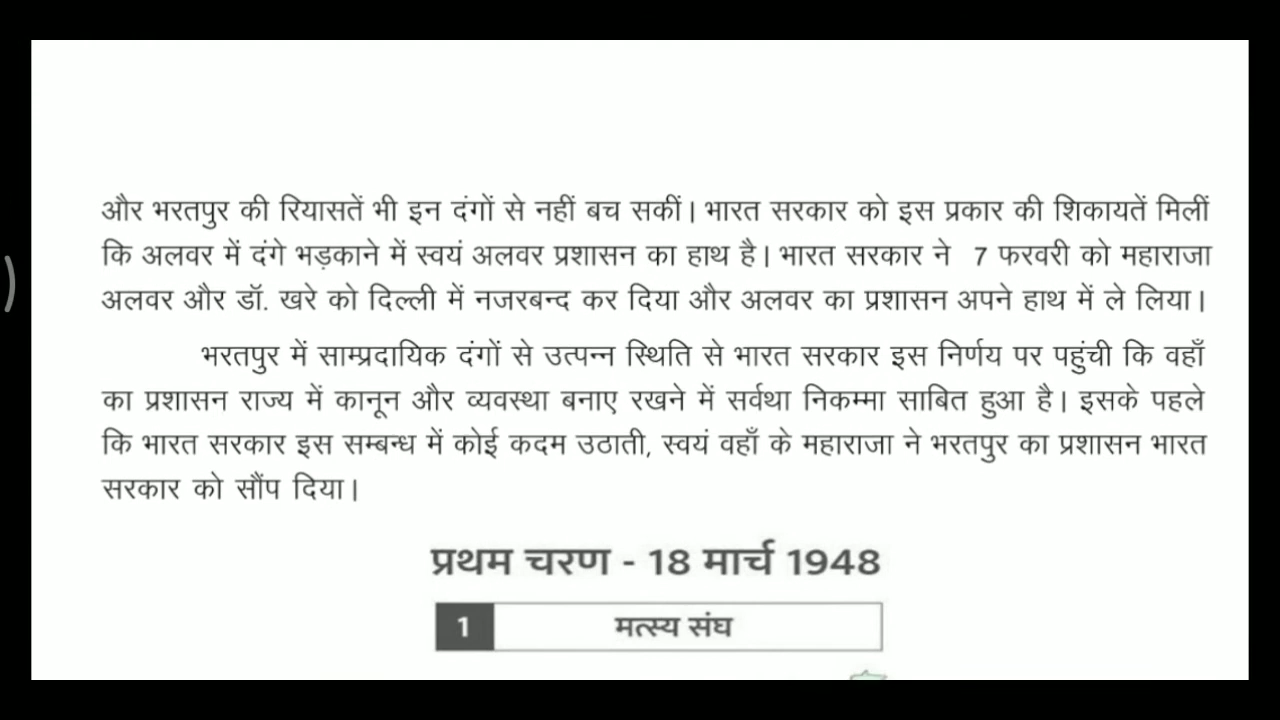 और भरतपुर की रियासतें भी इन दंगों से नहीं बच सकीं। भारत सरकार को इस प्रकार की शिकायतें मिलीं
कि अलवर में दंगे भड़काने में स्वयं अलवर प्रशासन का हाथ है। भारत सरकार ने 7 फरवरी को महाराजा
अलवर और डॉ. खरे को दिल्ली में नजरबन्द कर दिया और अलवर का प्रशासन अपने हाथ में ले लिया।
भरतपुर में साम्प्रदायिक दंगों से उत्पन्न स्थिति से भारत सरकार इस निर्णय पर पहुंची कि वहाँ
का प्रशासन राज्य में कानून और व्यवस्था बनाए रखने में सर्वथा निकम्मा साबित हुआ है। इसके पहले
कि भारत सरकार इस सम्बन्ध में कोई कदम उठाती, स्वयं वहाँ के महाराजा ने भरतपुर का प्रशासन भारत
सरकार को सौंप दिया।
प्रथम चरण - 18 मार्च 1948
1 मत्स्य संघ